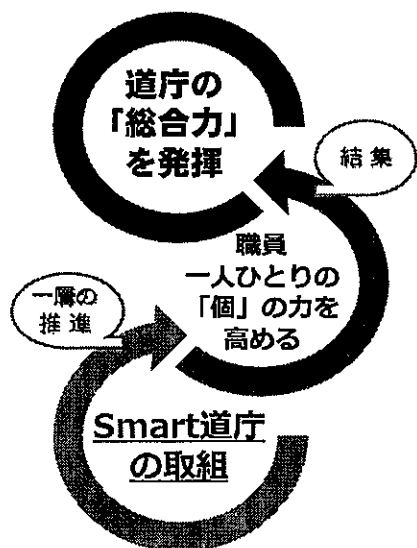 道庁の
「総合力」
を発揮
結集
職員
一人ひとりの
「個」の力を
高める
一層の
推進
Smart道庁
の取組